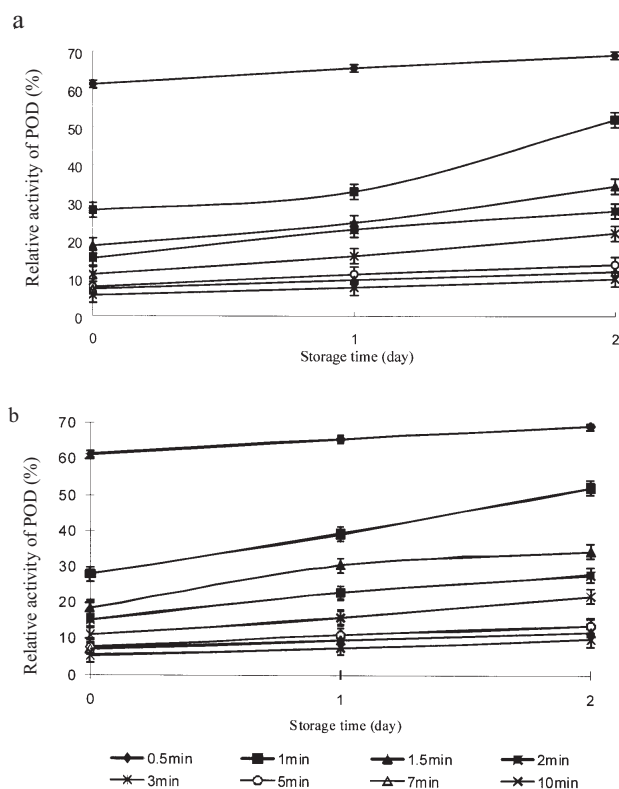 a
Relative activity of POD (%)
70
60
50
40
30
20
10
0
0 1 2
Storage time (day)
b
Relative activity of POD (%)
70
60
50
40
30
20
10
0
0 1 2
Storage time (day)
0.5min 1min 1.5min 2min
3min 5min 7min 10min